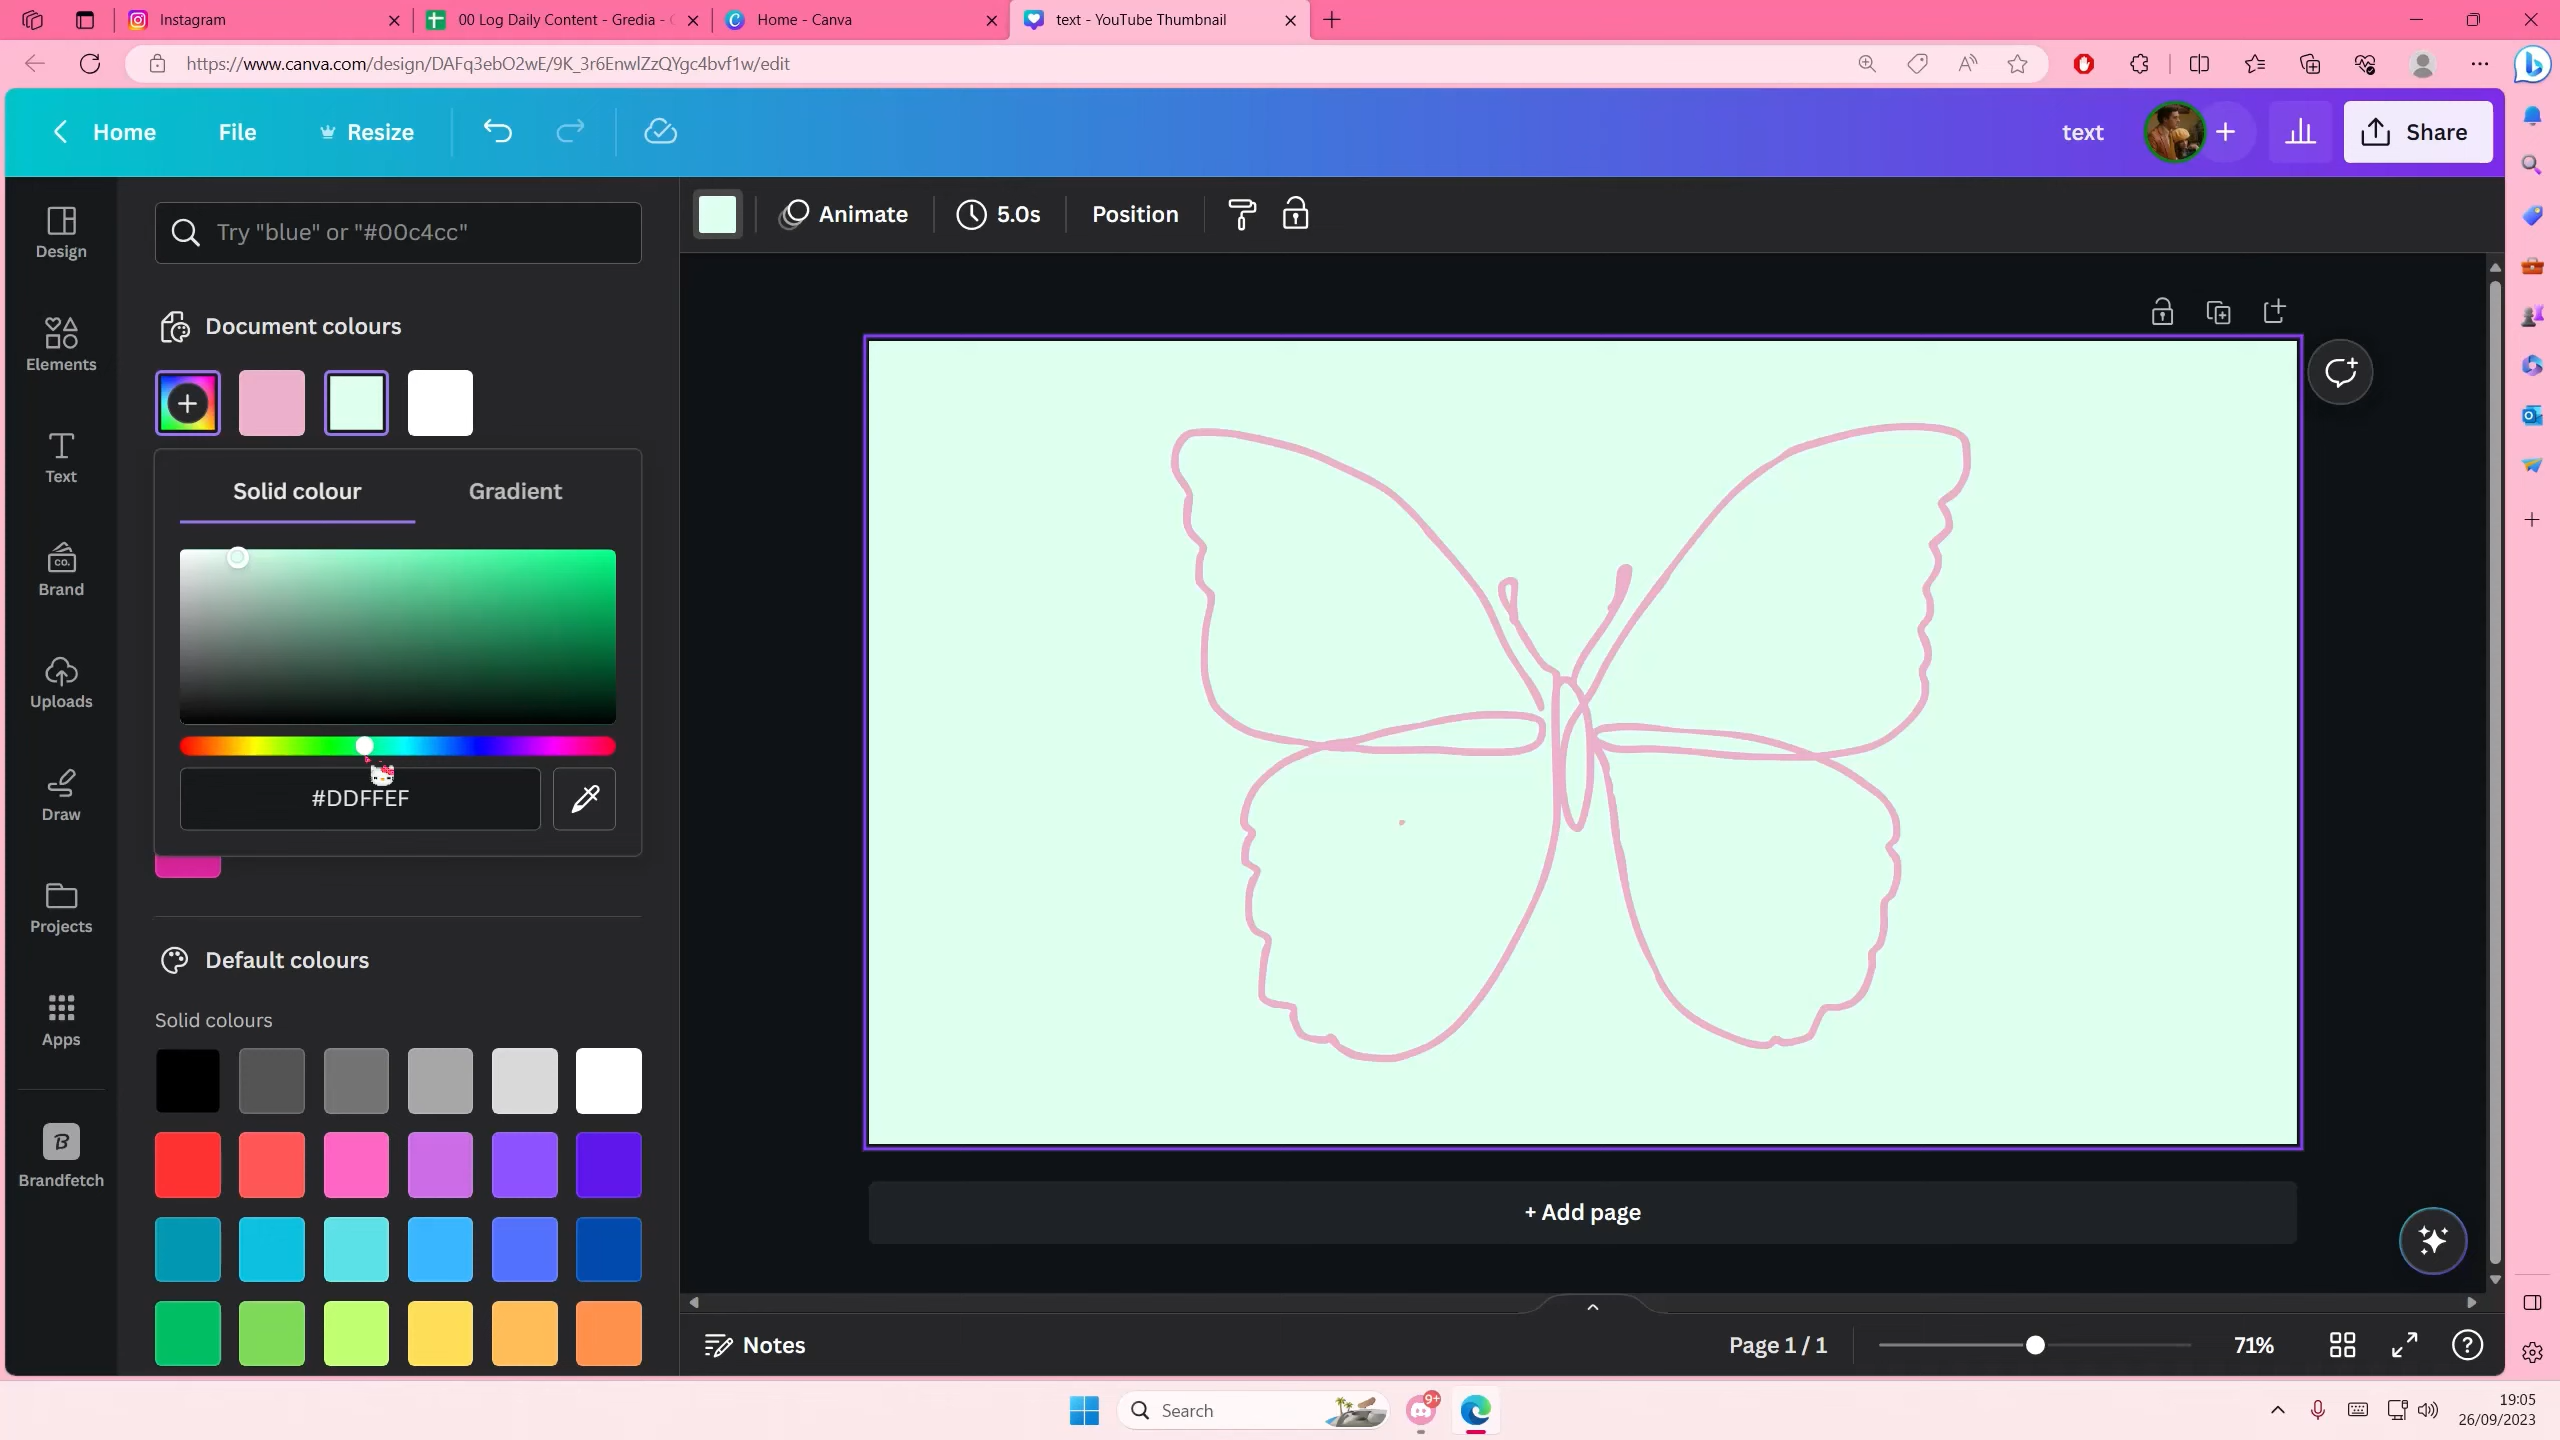 Instagram
00 Log Daily Content - Gredia -
Home - Canva
text - YouTube Thumbnail
https://www.canva.com/design/DAFq3ebO2wE/9K_3r6EnwlZzQYgc4bvf1w/edit
Home
File
Resize
text
Share
Try "blue" or "#00c4cc"
Animate
5.0s
Position
Design
Elements
Text
Brand
Uploads
Draw
Projects
Apps
Brandfetch
Document colours
Solid colour
Gradient
#DDFFEF
Default colours
Solid colours
+ Add page
Notes
Page 1 / 1
71%
Search
9+
19:05
26/09/2023